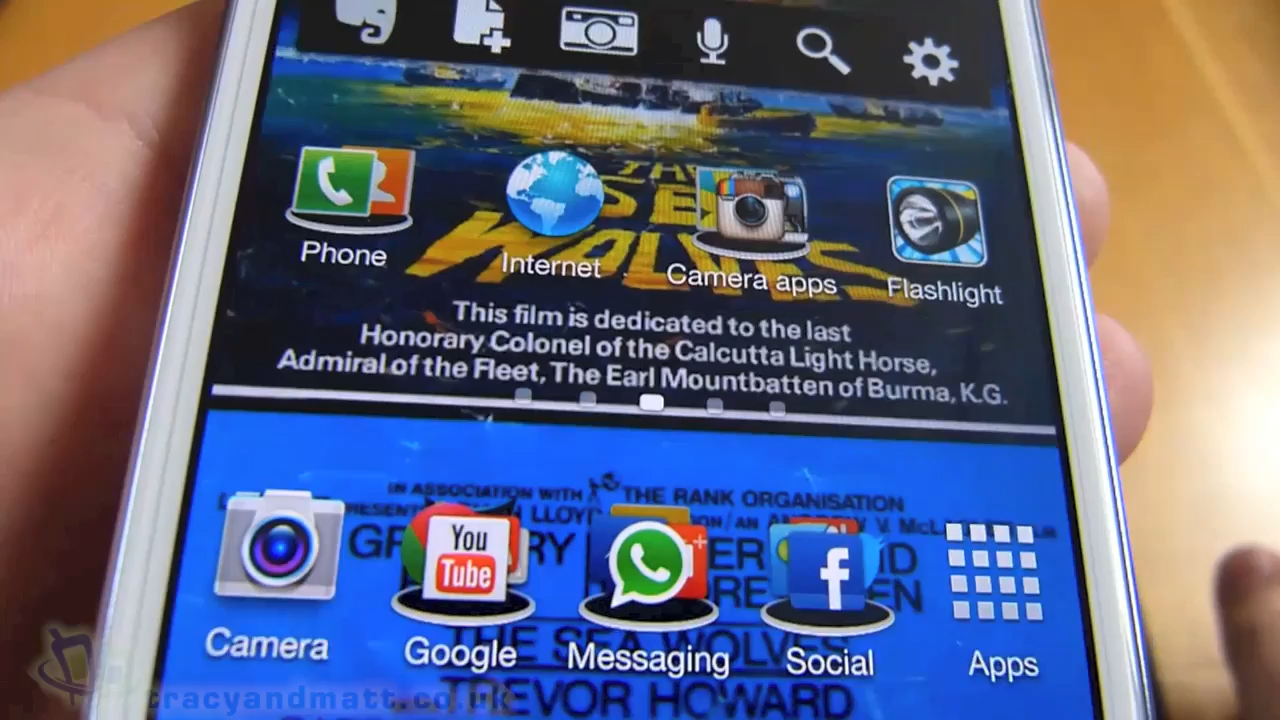 THE
SEA
WOLVES
Phone
Internet
Camera apps
Flashlight
This film is dedicated to the last
Honorary Colonel of the Calcutta Light Horse,
Admiral of the Fleet, The Earl Mountbatten of Burma, K.G.
IN ASSOCIATION WITH THE RANK ORGANISATION
You
Tube
f
Camera
Google
Messaging
Social
Apps
THE SEA WOLVES
TREVOR HOWARD
tracyandmatt.co.uk